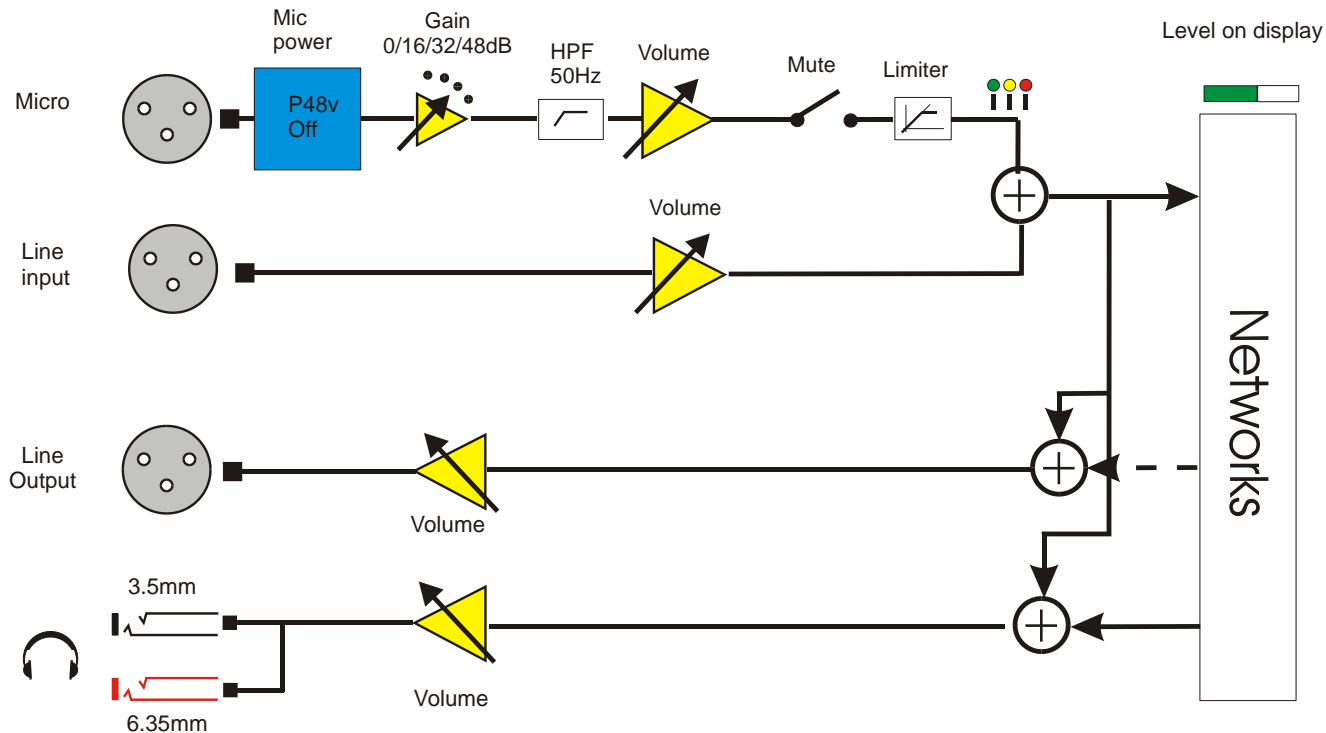 Mic
power
Gain
0/16/32/48dB
HPF
50Hz
Volume
Mute
Limiter
Level on display
Micro
P48v
Off
Volume
Line
input
Networks
Line
Output
Volume
3.5mm
Volume
6.35mm